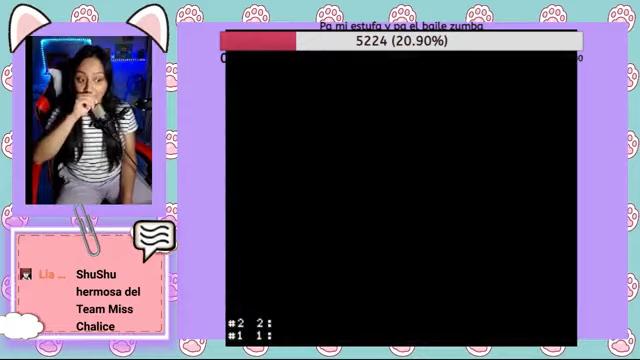 Pa mi estufa y pa el baile zumba
5224 (20.90%)
Lia ...
ShuShu
hermosa del
Team Miss
Chalice
#2 2:
#1 1: